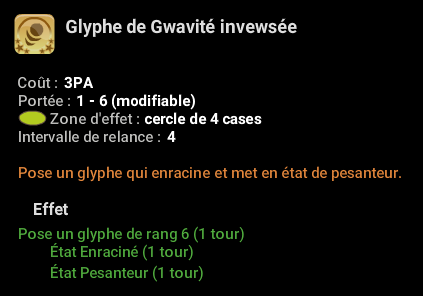 Glyphe de Gwavité invewsée
Coût : 3PA
Portée : 1 - 6 (modifiable)
Zone d'effet : cercle de 4 cases
Intervalle de relance : 4
Pose un glyphe qui enracine et met en état de pesanteur.
Effet
Pose un glyphe de rang 6 (1 tour)
État Enraciné (1 tour)
État Pesanteur (1 tour)